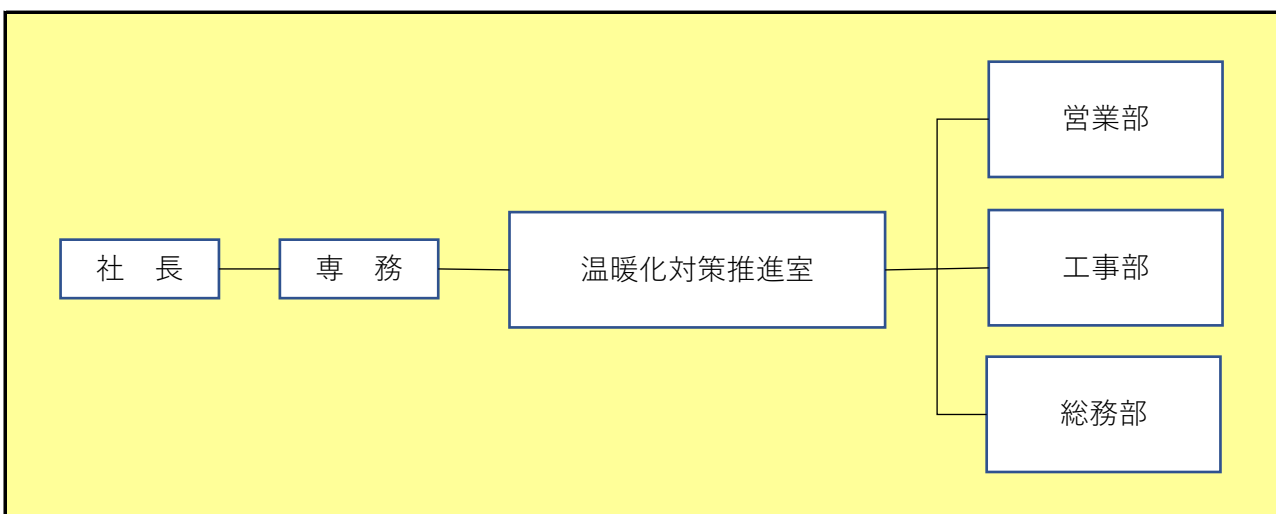 社　長
専　務
温暖化対策推進室
営業部
工事部
総務部